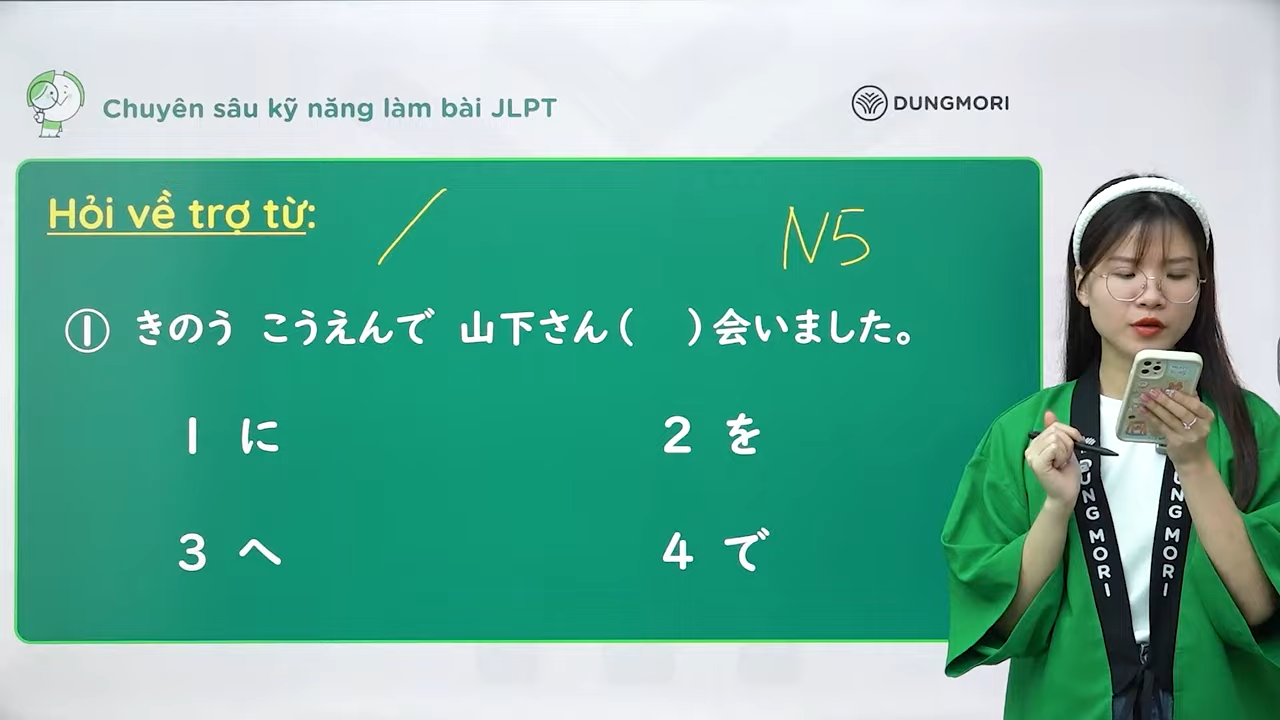 Chuyên sâu kỹ năng làm bài JLPT
DUNGMORI
Hỏi về trợ từ:
N5
① きのう こうえんで 山下さん( )会いました。
1 に
2 を
3 へ
4 で
DUNG MORI
DUNG MORI